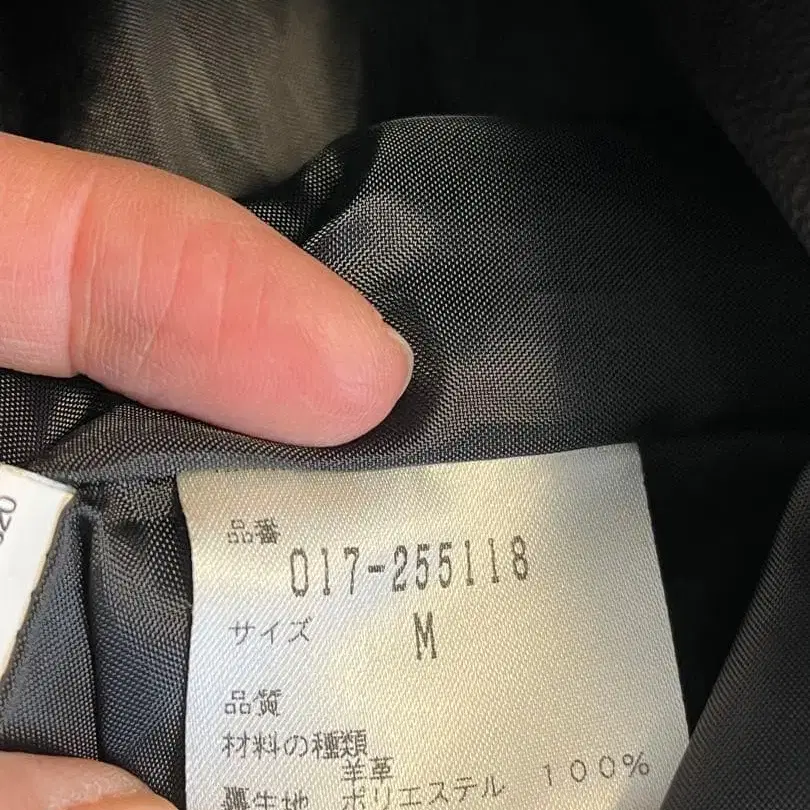 品番
017-255118
サイズ M
品質
材料の種類
羊革
裏生地 ポリエステル 100%
20